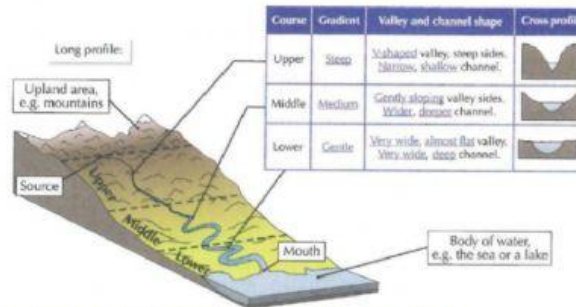 Course Gradient Valley and channel shape Cross profile
Long profile:
Upper Steep V-shaped valley, steep sides.
Narrow, shallow channel.
Upland area,
e.g. mountains
Middle Medium Gently sloping valley sides.
Wider, deeper channel.
Lower Gentle Very wide, almost flat valley.
Very wide, deep channel.
Source
Upper
Middle
Lower
Mouth
Body of water,
e.g. the sea or a lake